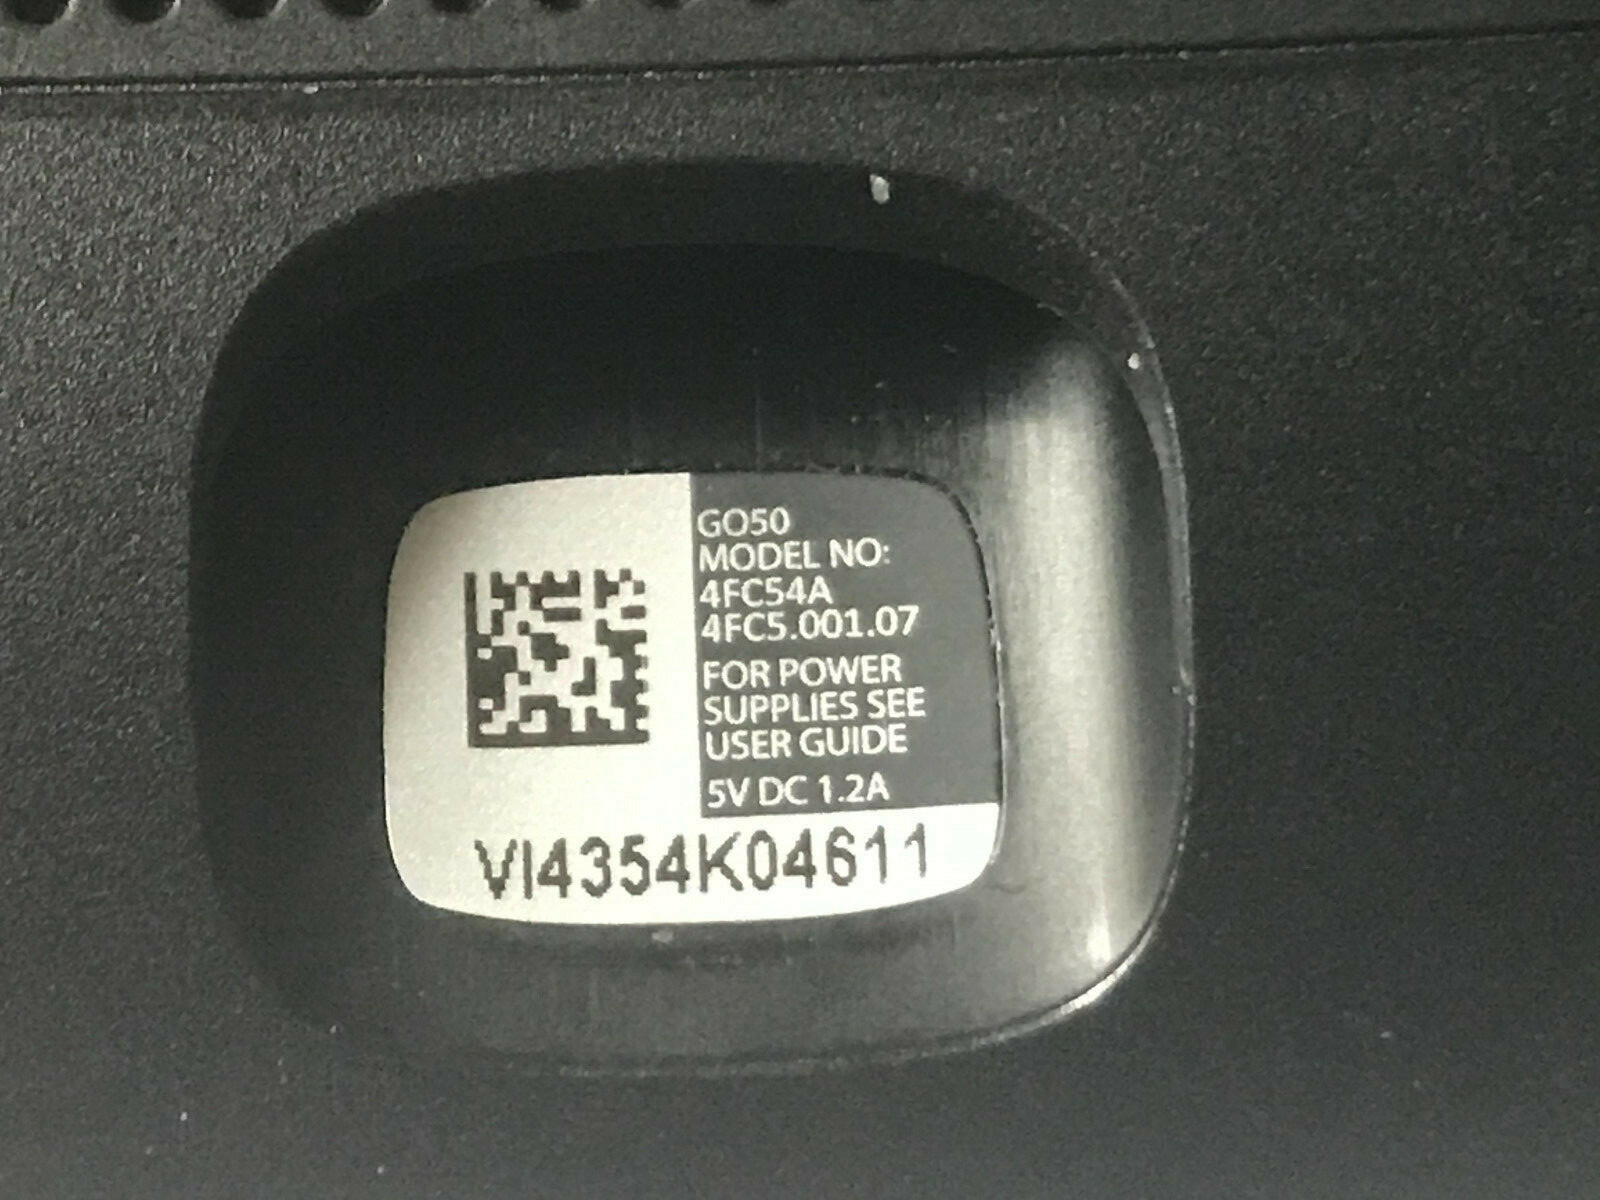 GO50
MODEL NO:
4FC54A
4FC5.001.07
FOR POWER
SUPPLIES SEE
USER GUIDE
5V DC 1.2A
VI4354K04611